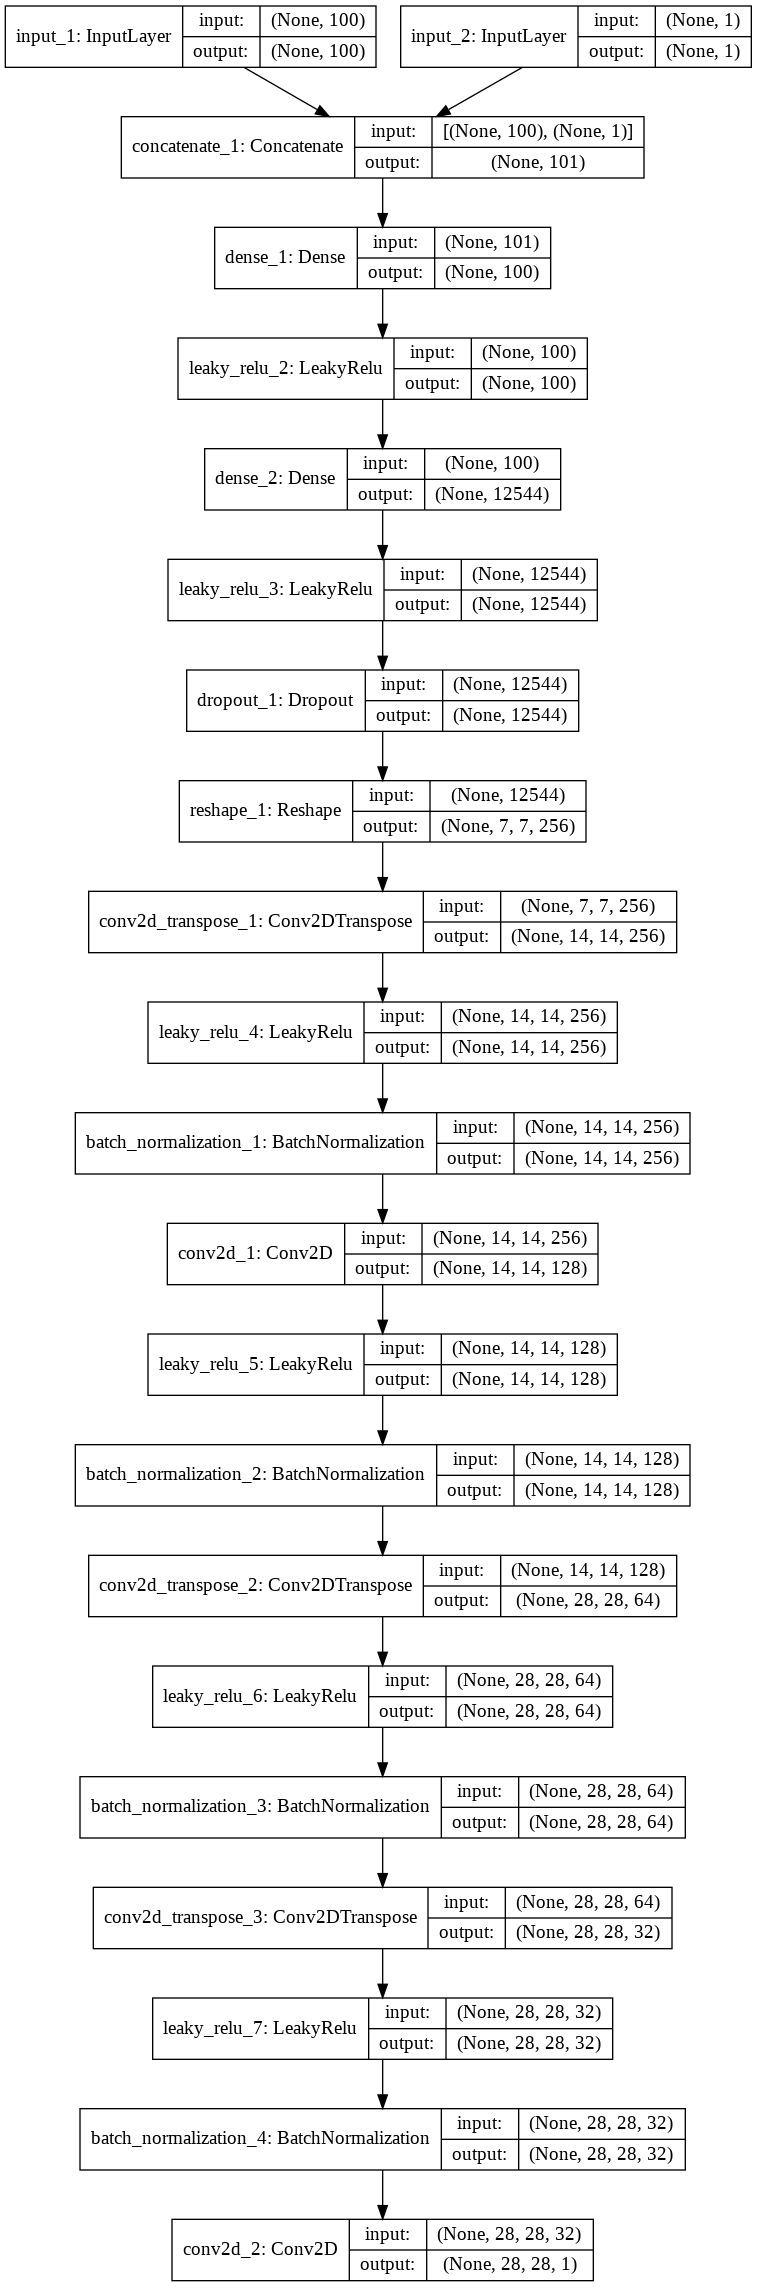 input_1: InputLayer
input: (None, 100)
output: (None, 100)
input_2: InputLayer
input: (None, 1)
output: (None, 1)
concatenate_1: Concatenate
input: [(None, 100), (None, 1)]
output: (None, 101)
dense_1: Dense
input: (None, 101)
output: (None, 100)
leaky_relu_2: LeakyRelu
input: (None, 100)
output: (None, 100)
dense_2: Dense
input: (None, 100)
output: (None, 12544)
leaky_relu_3: LeakyRelu
input: (None, 12544)
output: (None, 12544)
dropout_1: Dropout
input: (None, 12544)
output: (None, 12544)
reshape_1: Reshape
input: (None, 12544)
output: (None, 7, 7, 256)
conv2d_transpose_1: Conv2DTranspose
input: (None, 7, 7, 256)
output: (None, 14, 14, 256)
leaky_relu_4: LeakyRelu
input: (None, 14, 14, 256)
output: (None, 14, 14, 256)
batch_normalization_1: BatchNormalization
input: (None, 14, 14, 256)
output: (None, 14, 14, 256)
conv2d_1: Conv2D
input: (None, 14, 14, 256)
output: (None, 14, 14, 128)
leaky_relu_5: LeakyRelu
input: (None, 14, 14, 128)
output: (None, 14, 14, 128)
batch_normalization_2: BatchNormalization
input: (None, 14, 14, 128)
output: (None, 14, 14, 128)
conv2d_transpose_2: Conv2DTranspose
input: (None, 14, 14, 128)
output: (None, 28, 28, 64)
leaky_relu_6: LeakyRelu
input: (None, 28, 28, 64)
output: (None, 28, 28, 64)
batch_normalization_3: BatchNormalization
input: (None, 28, 28, 64)
output: (None, 28, 28, 64)
conv2d_transpose_3: Conv2DTranspose
input: (None, 28, 28, 64)
output: (None, 28, 28, 32)
leaky_relu_7: LeakyRelu
input: (None, 28, 28, 32)
output: (None, 28, 28, 32)
batch_normalization_4: BatchNormalization
input: (None, 28, 28, 32)
output: (None, 28, 28, 32)
conv2d_2: Conv2D
input: (None, 28, 28, 32)
output: (None, 28, 28, 1)